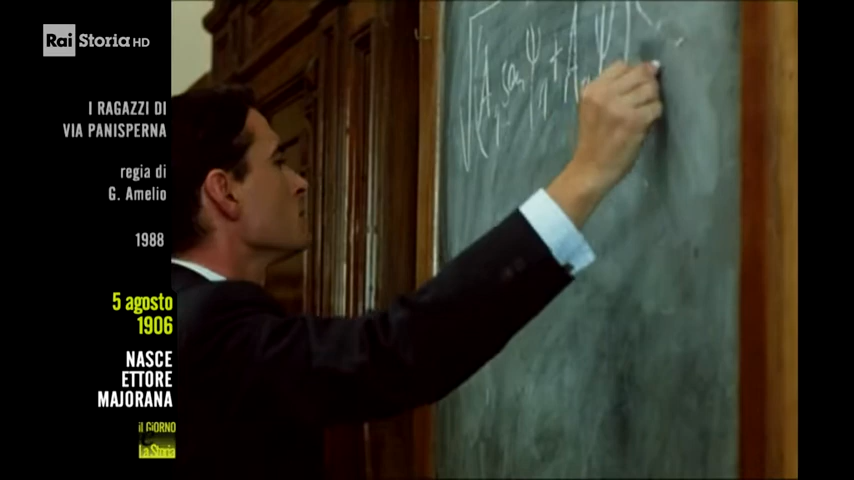 Rai Storia HD
I RAGAZZI DI
VIA PANISPERNA
regia di
G. Amelio
1988
5 agosto
1906
NASCE
ETTORE
MAJORANA
il GIORNO
e
La Storia